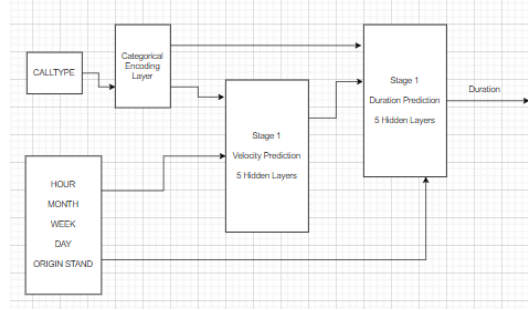 CALLTYPE
Categorical
Encoding
Layer
Stage 1
Velocity Prediction
5 Hidden Layers
Stage 1
Duration Prediction
5 Hidden Layers
Duration
HOUR
MONTH
WEEK
DAY
ORIGIN STAND